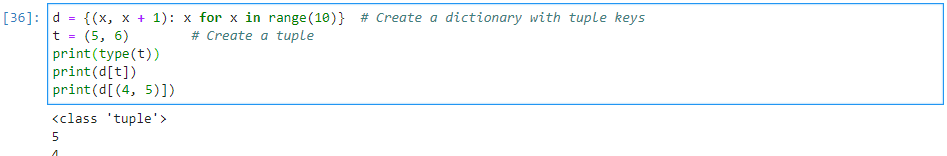 [36]: d = {(x, x + 1): x for x in range(10)}  # Create a dictionary with tuple keys
t = (5, 6)        # Create a tuple
print(type(t))
print(d[t])
print(d[(4, 5)])
<class 'tuple'>
5
4